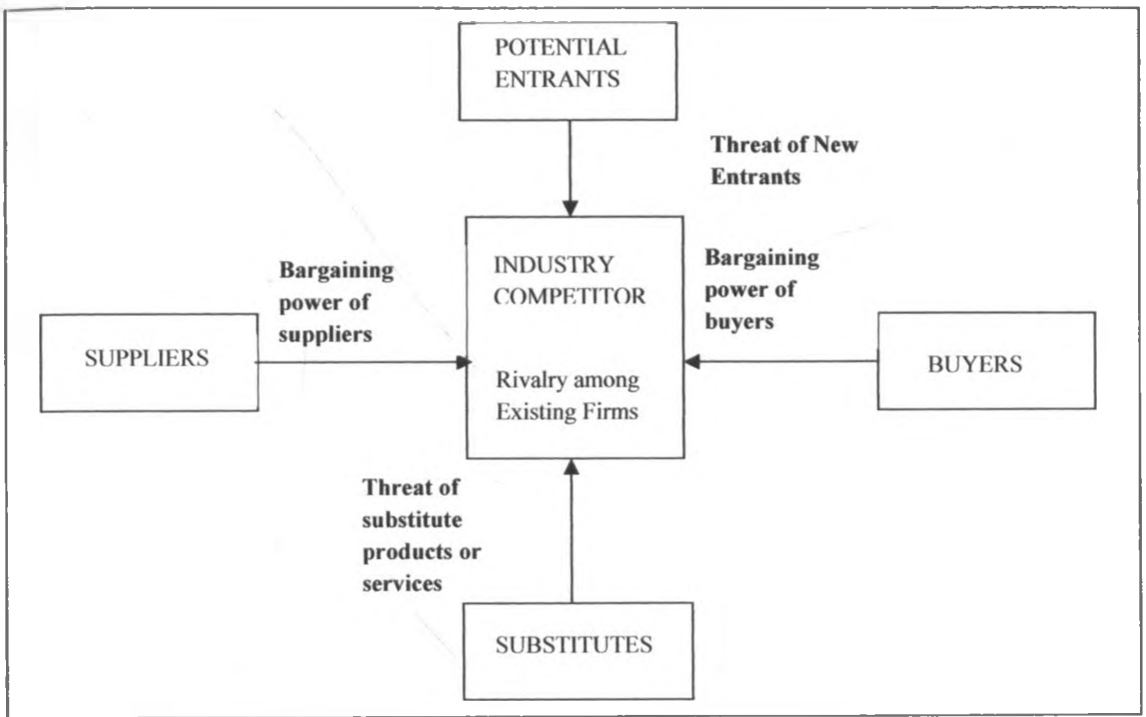 POTENTIAL
ENTRANTS
Threat of New
Entrants
INDUSTRY
COMPETITOR
Rivalry among
Existing Firms
Bargaining
power of
suppliers
Bargaining
power of
buyers
SUPPLIERS
BUYERS
Threat of
substitute
products or
services
SUBSTITUTES